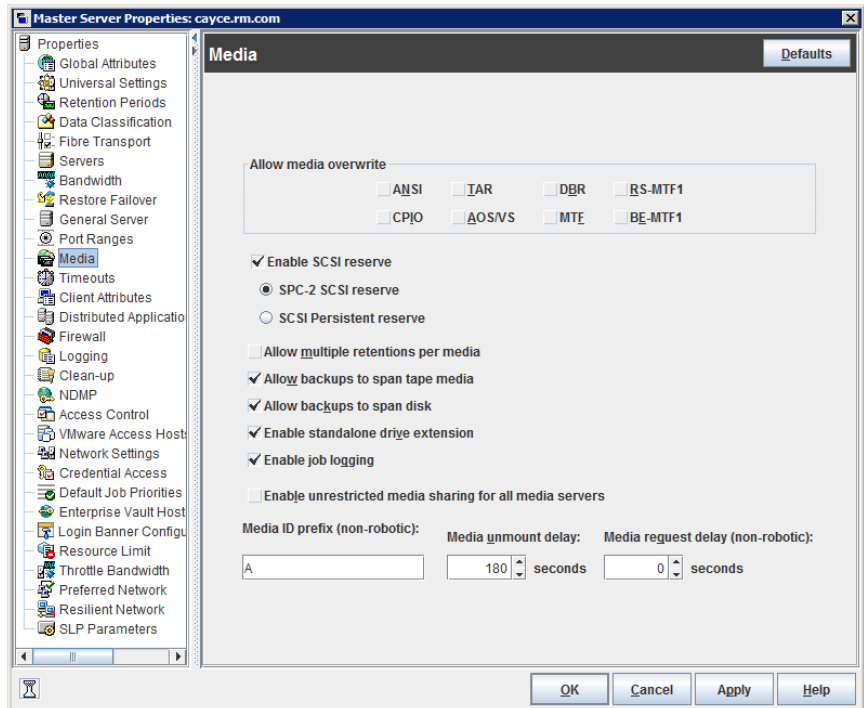 Master Server Properties: cayce.rm.com
Properties
Global Attributes
Universal Settings
Retention Periods
Data Classification
Fibre Transport
Servers
Bandwidth
Restore Failover
General Server
Port Ranges
Media
Timeouts
Client Attributes
Distributed Applicatio
Firewall
Logging
Clean-up
NDMP
Access Control
VMware Access Hosts
Network Settings
Credential Access
Default Job Priorities
Enterprise Vault Host
Login Banner Configu
Resource Limit
Throttle Bandwidth
Preferred Network
Resilient Network
SLP Parameters
Media
Defaults
Allow media overwrite
ANSI TAR DBR RS-MTF1
CPIO AOS/VS MTF BE-MTF1
Enable SCSI reserve
SPC-2 SCSI reserve
SCSI Persistent reserve
Allow multiple retentions per media
Allow backups to span tape media
Allow backups to span disk
Enable standalone drive extension
Enable job logging
Enable unrestricted media sharing for all media servers
Media ID prefix (non-robotic): Media unmount delay: Media request delay (non-robotic):
A 180 seconds 0 seconds
OK Cancel Apply Help